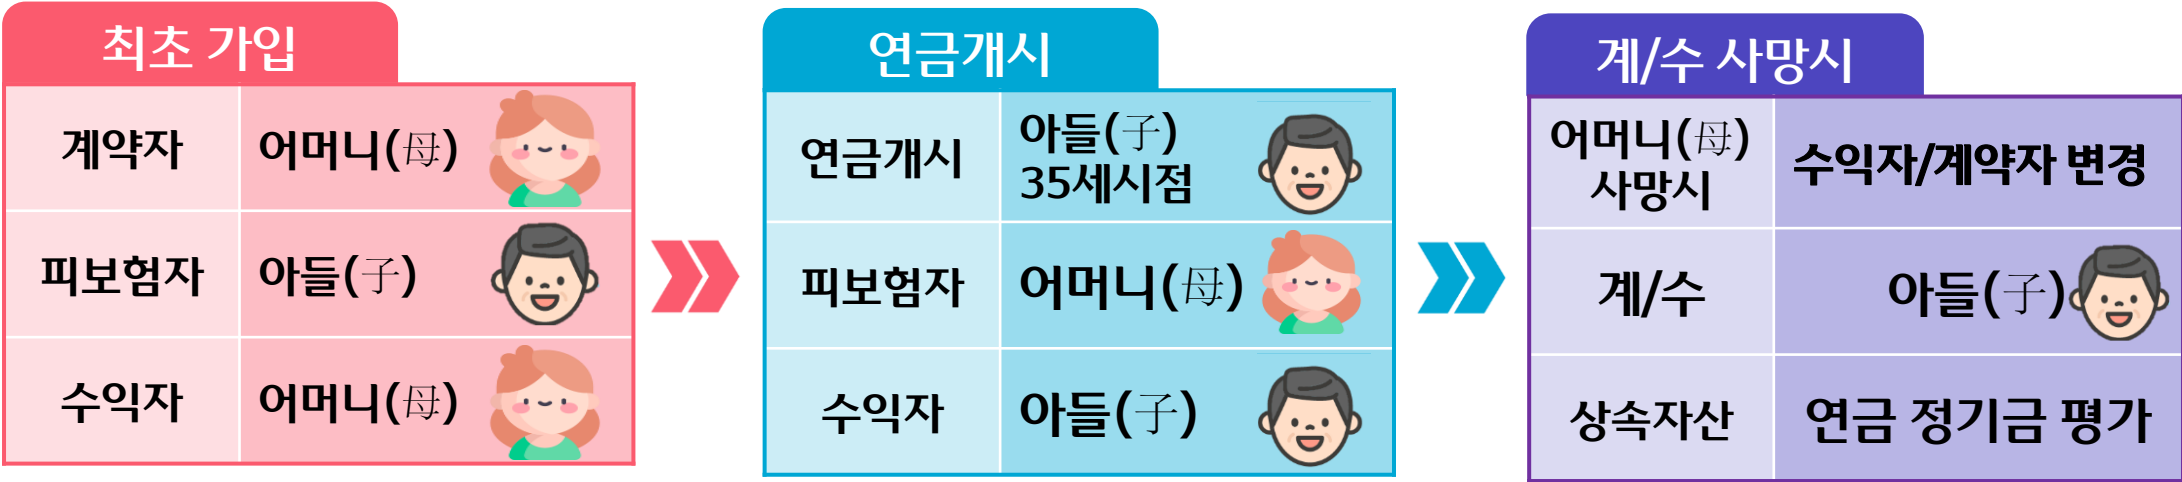 최초 가입
계약자 어머니(母)
피보험자 아들(子)
수익자 어머니(母)
연금개시
연금개시 아들(子)
35세시점
피보험자 어머니(母)
수익자 아들(子)
계/수 사망시
어머니(母)
사망시
수익자/계약자 변경
계/수 아들(子)
상속자산 연금 정기금 평가